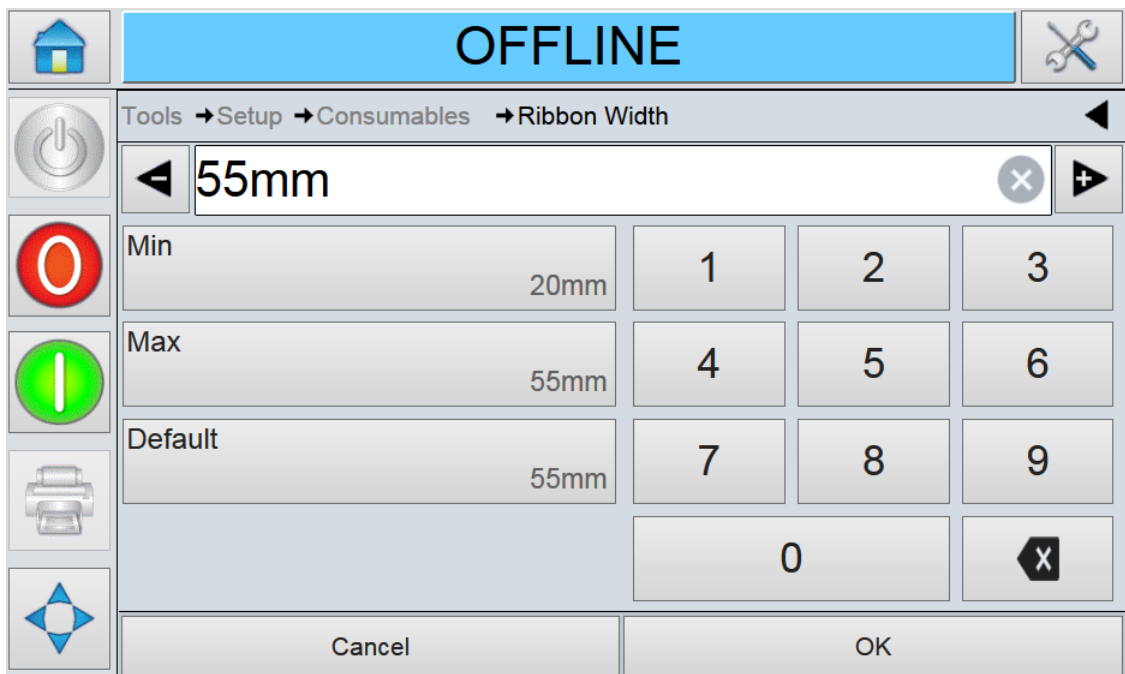 OFFLINE
Tools → Setup → Consumables → Ribbon Width
- 55mm +
Min
20mm
1 2 3
Max
55mm
4 5 6
Default
55mm
7 8 9
0 X
Cancel OK